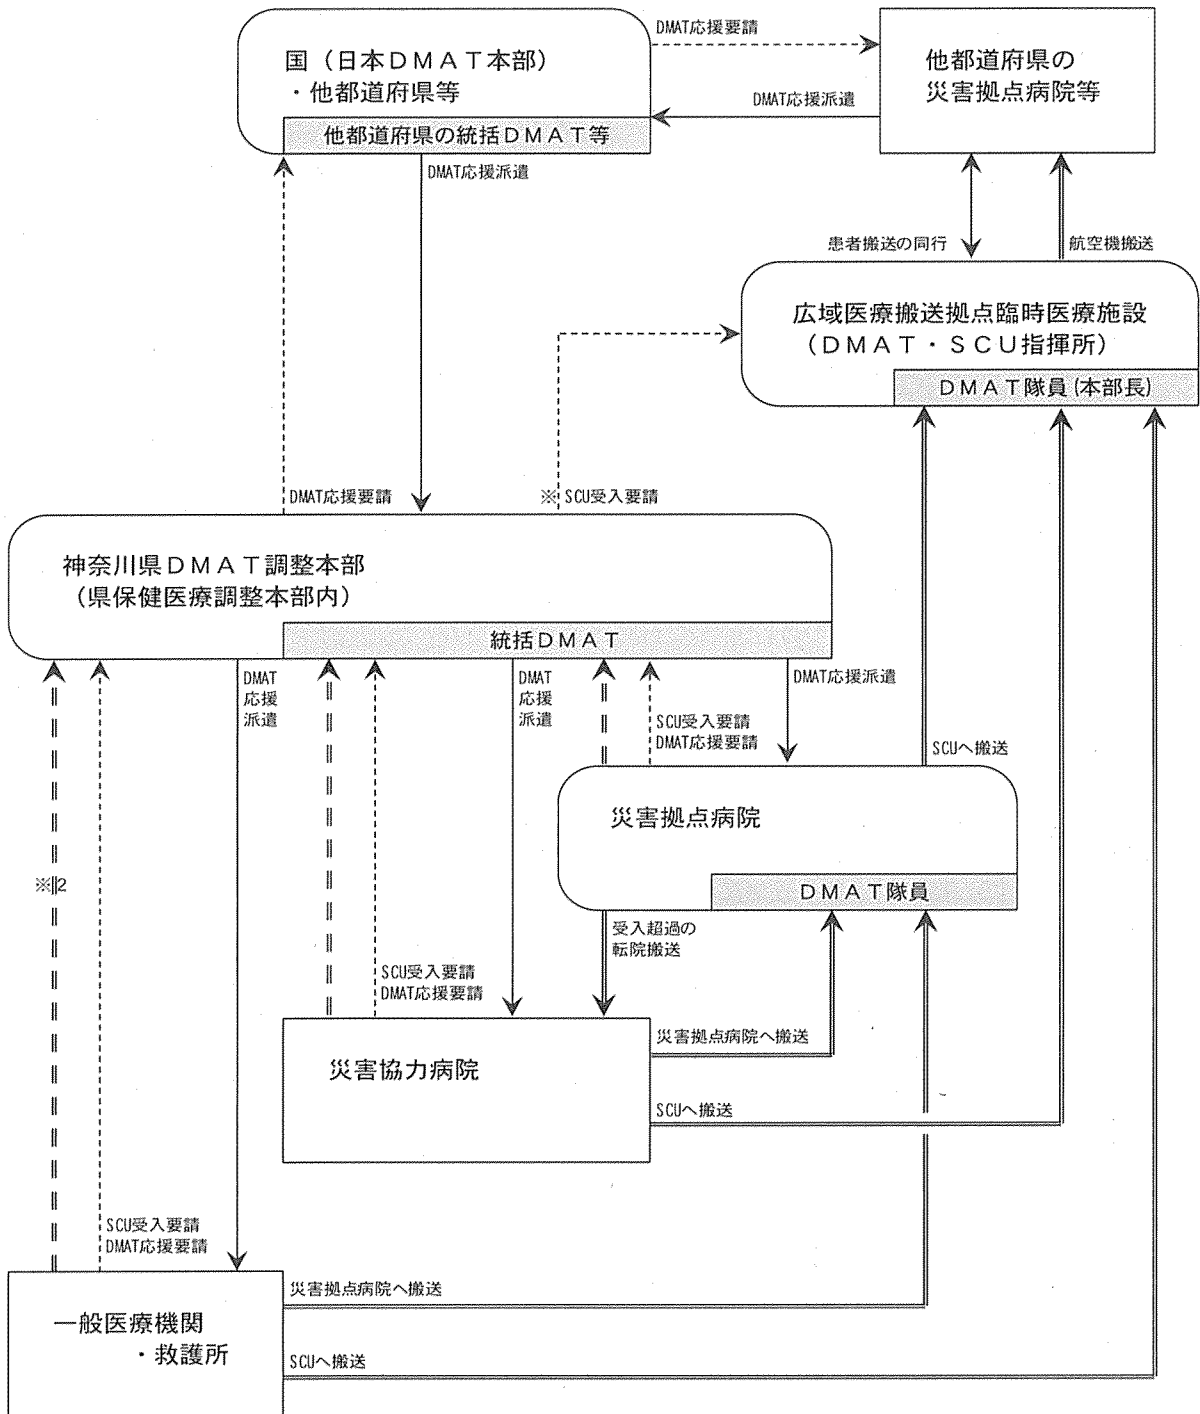 DMAT応援要請
国（日本DMAT本部）
・他都道府県等
他都道府県の統括DMAT等
他都道府県の
災害拠点病院等
DMAT応援派遣
DMAT応援派遣
患者搬送の同行
航空機搬送
広域医療搬送拠点臨時医療施設
（DMAT・SCU指揮所）
DMAT隊員(本部長)
DMAT応援要請
※ SCU受入要請
神奈川県DMAT調整本部
（県保健医療調整本部内）
統括DMAT
DMAT
応援
派遣
DMAT
応援
派遣
DMAT応援派遣
SCU受入要請
DMAT応援要請
SCUへ搬送
災害拠点病院
DMAT隊員
※2
受入超過の
転院搬送
SCU受入要請
DMAT応援要請
災害協力病院
災害拠点病院へ搬送
SCUへ搬送
SCU受入要請
DMAT応援要請
一般医療機関
・救護所
災害拠点病院へ搬送
SCUへ搬送